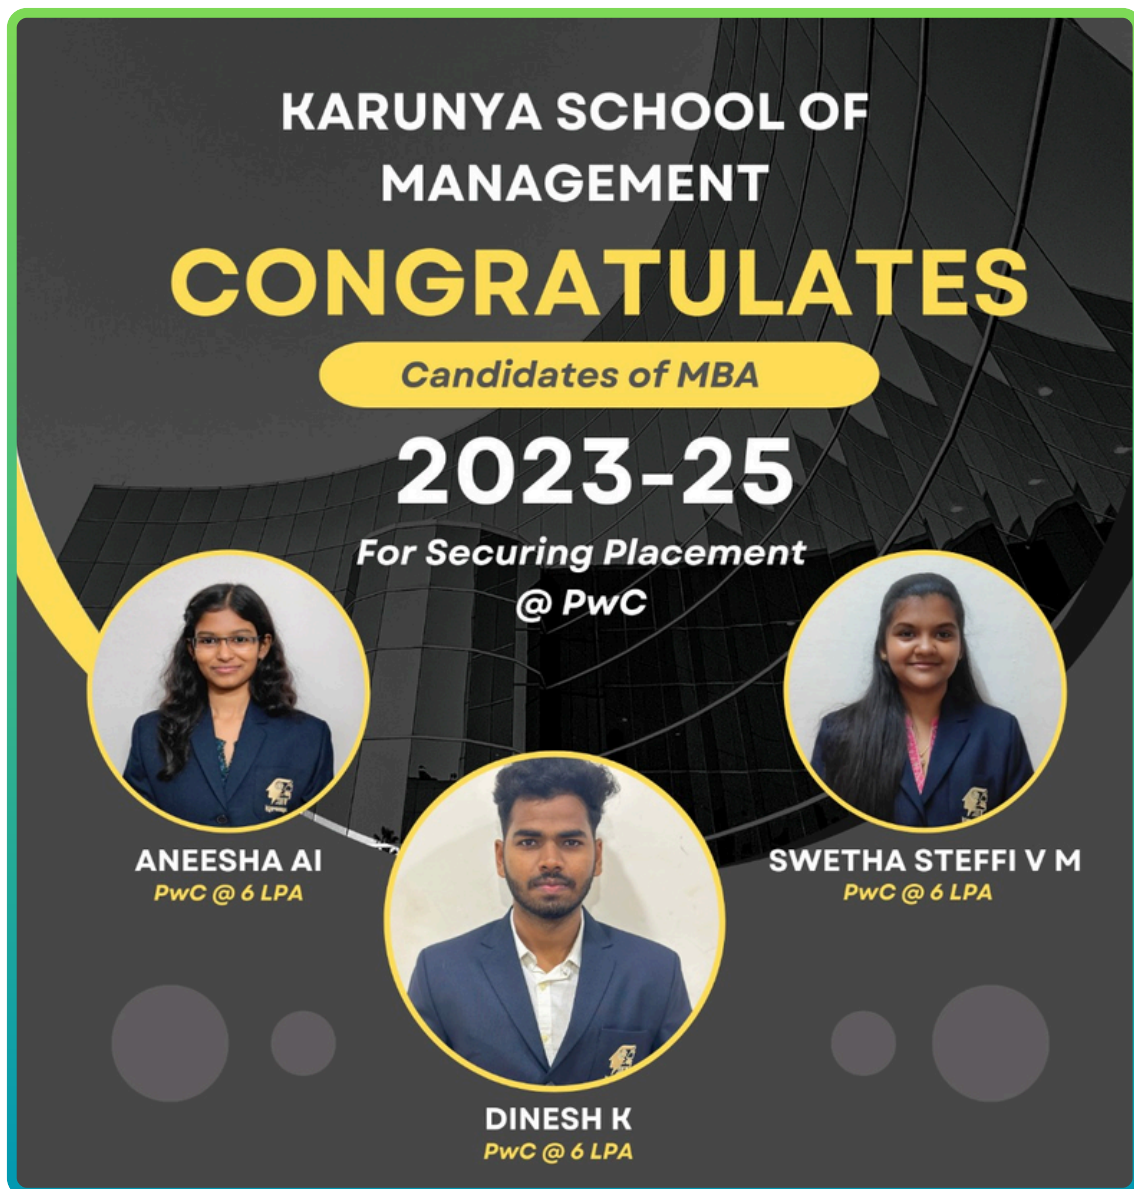 KARUNYA SCHOOL OF
MANAGEMENT
CONGRATULATES
Candidates of MBA
2023-25
For Securing Placement
@ PwC
ANEESHA AI
PwC @ 6 LPA
SWETHA STEFFI V M
PwC @ 6 LPA
DINESH K
PwC @ 6 LPA